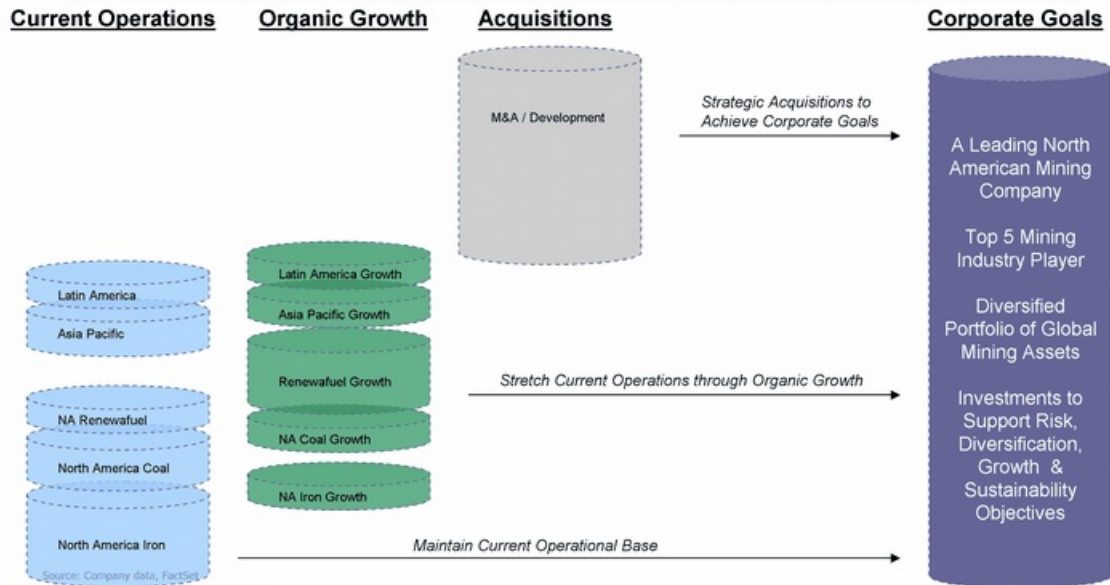 Current Operations
Organic Growth
Acquisitions
Corporate Goals
M&A / Development
Strategic Acquisitions to
Achieve Corporate Goals
A Leading North
American Mining
Company
Top 5 Mining
Industry Player
Diversified
Portfolio of Global
Mining Assets
Investments to
Support Risk,
Diversification,
Growth & 
Sustainability
Objectives
Latin America
Asia Pacific
NA Renewafuel
North America Coal
North America Iron
Latin America Growth
Asia Pacific Growth
Renewafuel Growth
NA Coal Growth
NA Iron Growth
Stretch Current Operations through Organic Growth
Maintain Current Operational Base
Source: Company data, FactSet